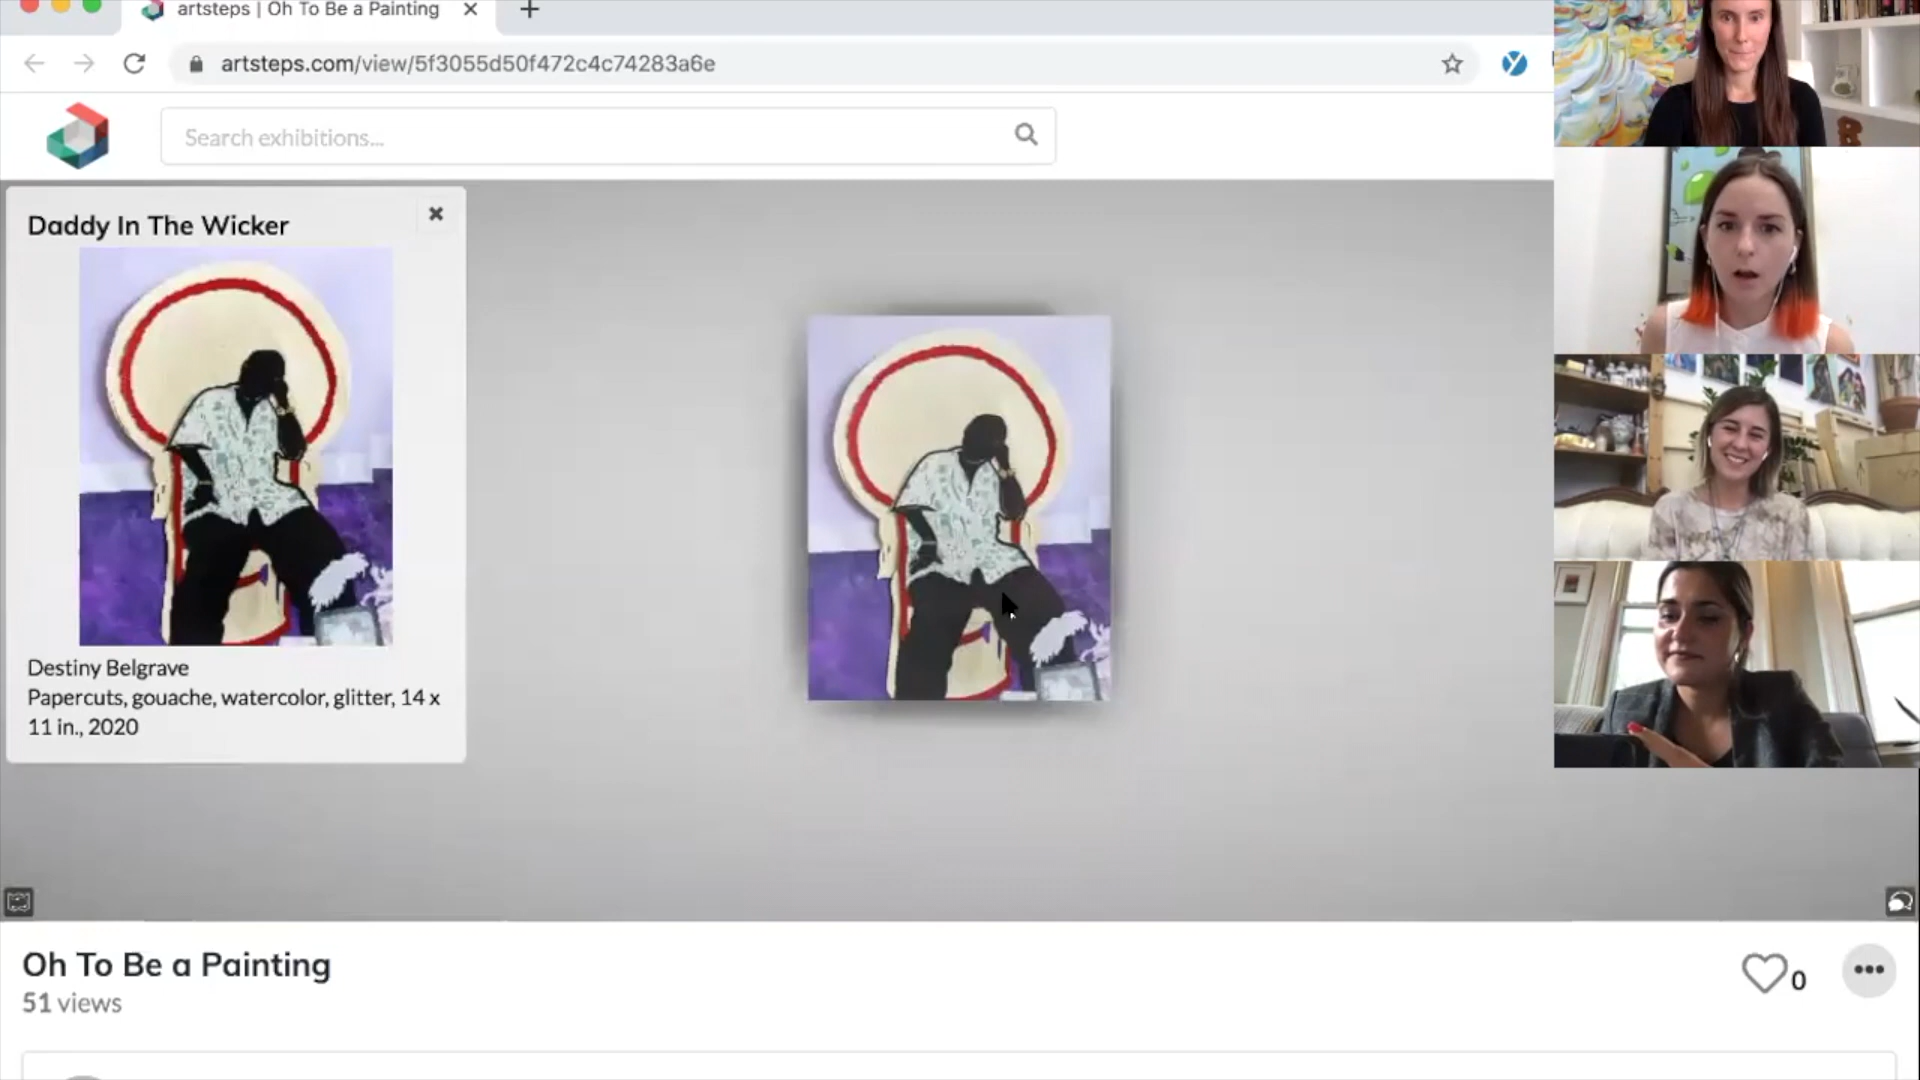 artsteps | Oh To Be a Painting
artsteps.com/view/5f3055d50f472c4c74283a6e
Search exhibitions...
Daddy In The Wicker
Destiny Belgrave
Papercuts, gouache, watercolor, glitter, 14 x
11 in., 2020
Oh To Be a Painting
51 views
0